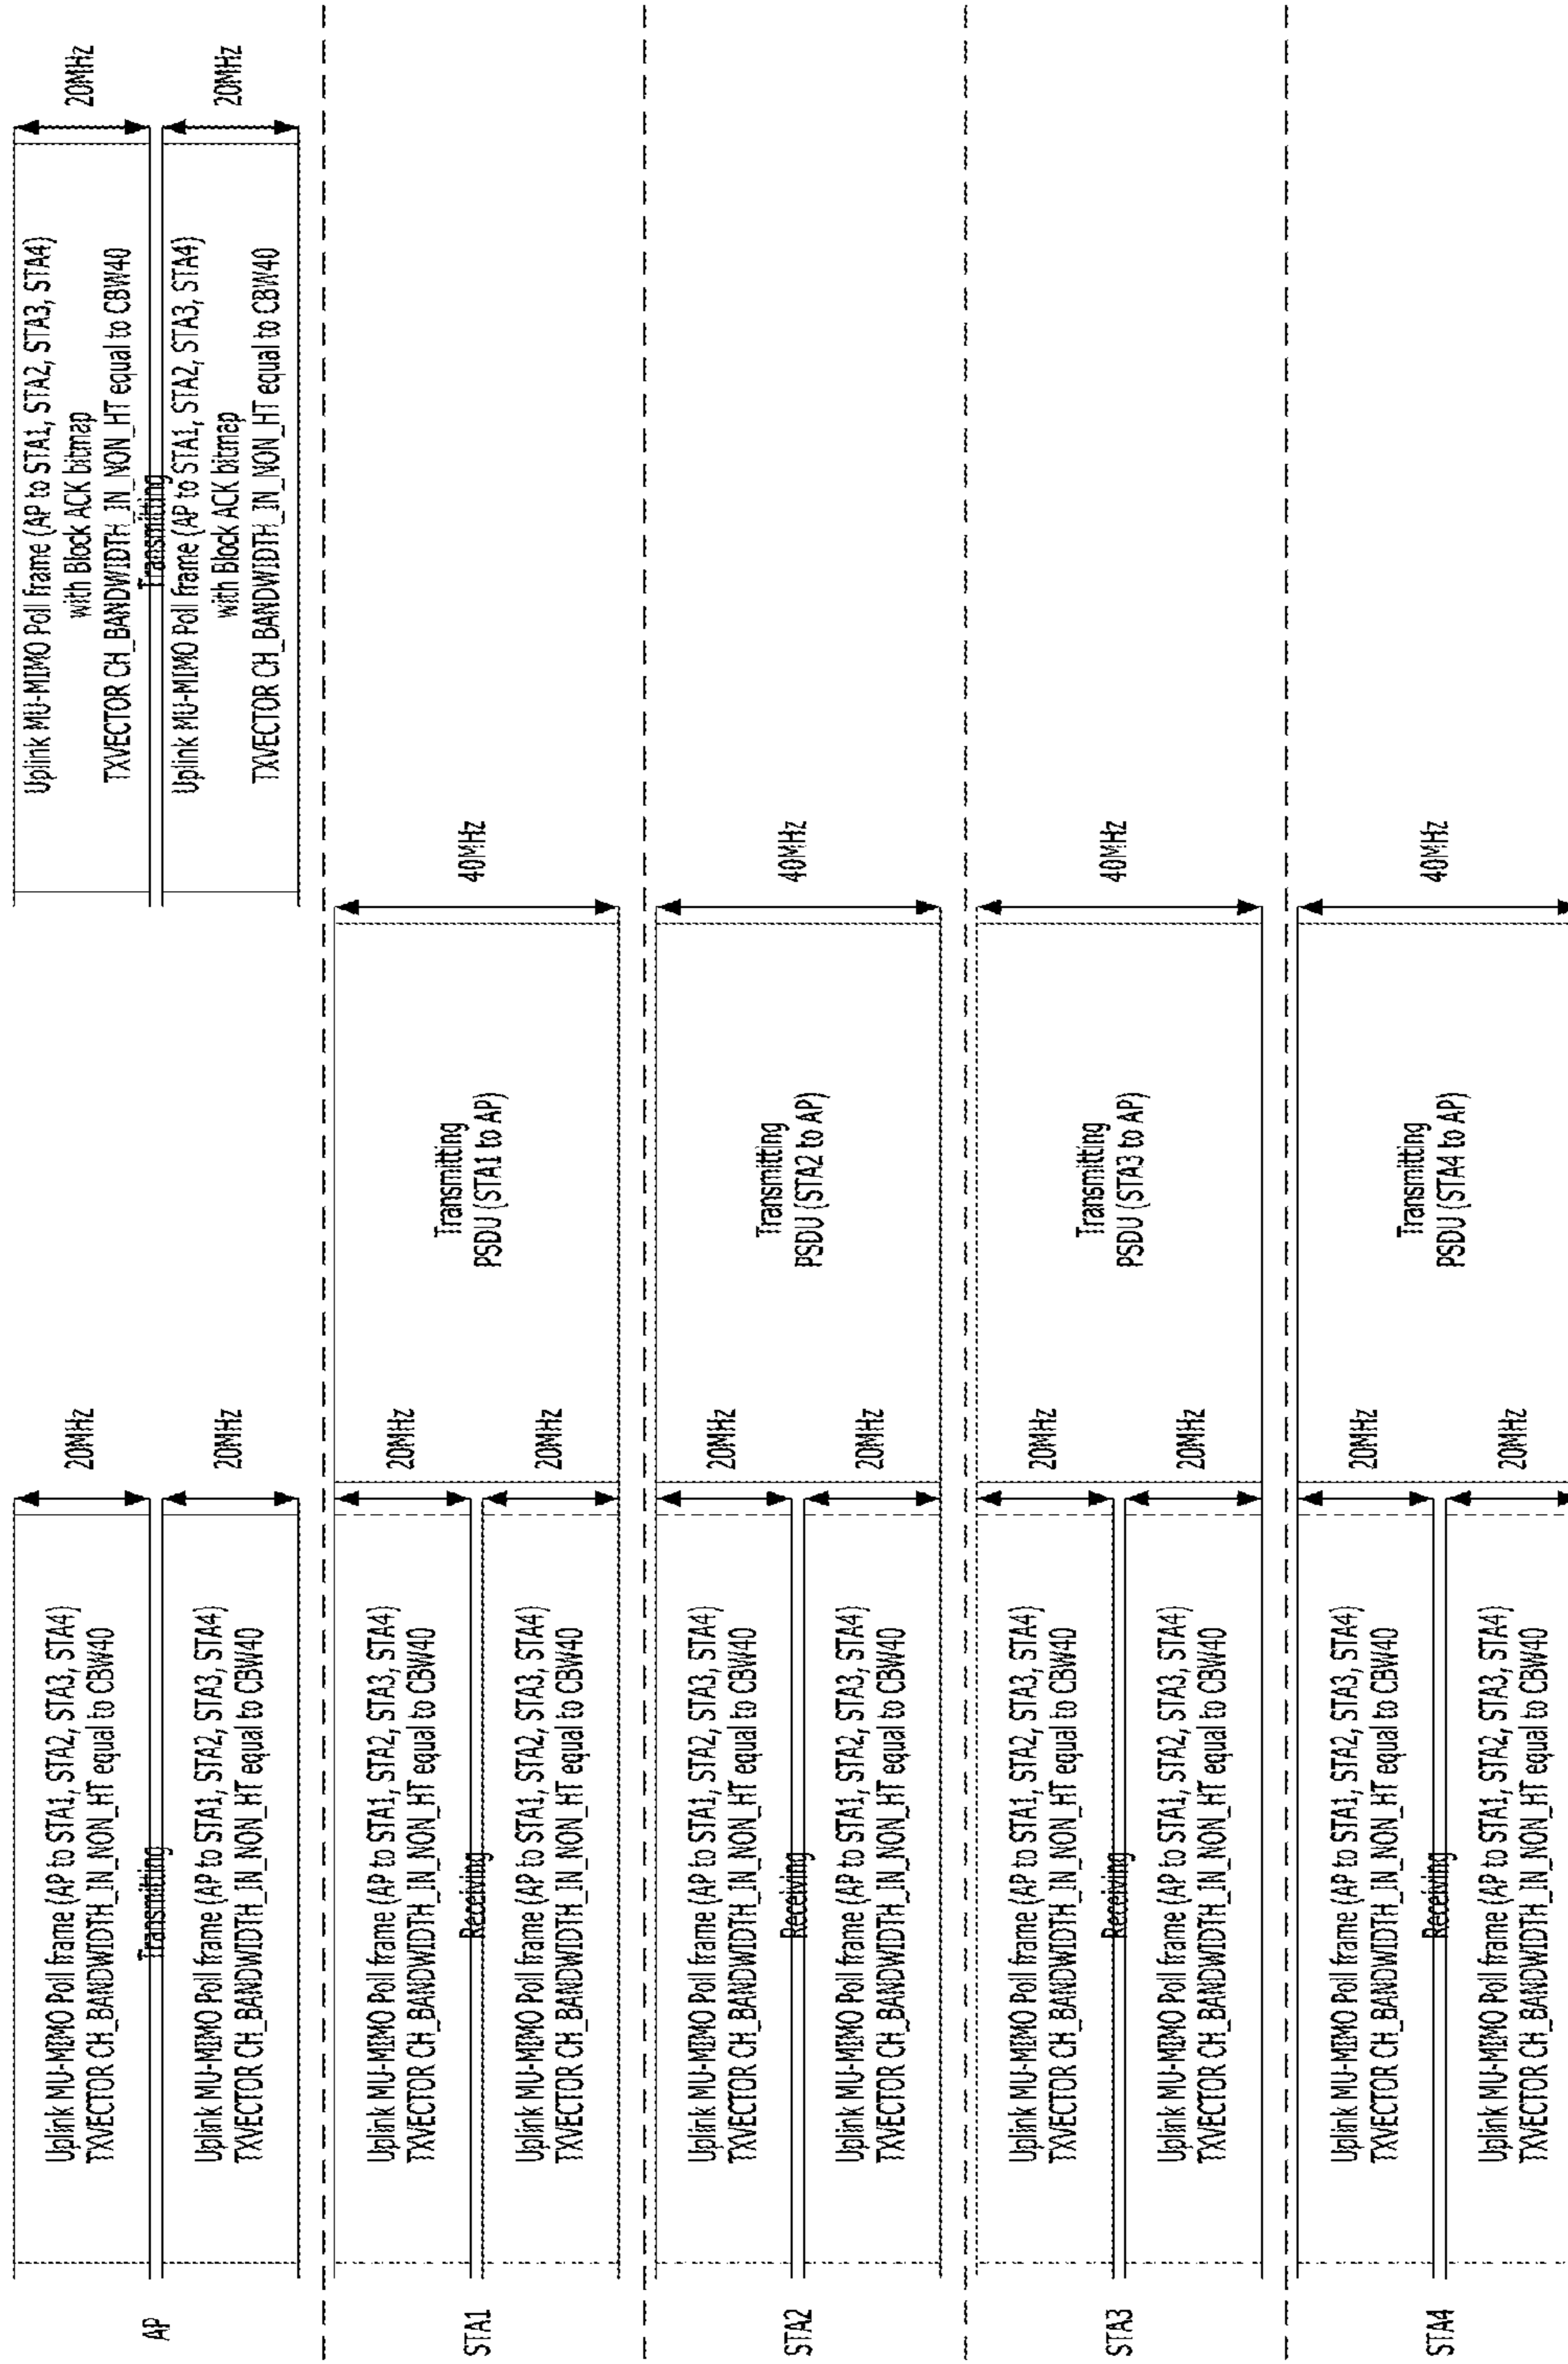 AP
Uplink MU-MIMO Poll frame (AP to STA1, STA2, STA3, STA4)
TXVECTOR CH_BANDWIDTH_IN_NON_HT equal to CBW40
20MHz
Transmitting
Uplink MU-MIMO Poll frame (AP to STA1, STA2, STA3, STA4)
TXVECTOR CH_BANDWIDTH_IN_NON_HT equal to CBW40
20MHz
Uplink MU-MIMO Poll frame (AP to STA1, STA2, STA3, STA4)
with Block ACK bitmap
TXVECTOR CH_BANDWIDTH_IN_NON_HT equal to CBW40
20MHz
Transmitting
Uplink MU-MIMO Poll frame (AP to STA1, STA2, STA3, STA4)
with Block ACK bitmap
TXVECTOR CH_BANDWIDTH_IN_NON_HT equal to CBW40
20MHz
STA1
Uplink MU-MIMO Poll frame (AP to STA1, STA2, STA3, STA4)
TXVECTOR CH_BANDWIDTH_IN_NON_HT equal to CBW40
20MHz
Receiving
Uplink MU-MIMO Poll frame (AP to STA1, STA2, STA3, STA4)
TXVECTOR CH_BANDWIDTH_IN_NON_HT equal to CBW40
20MHz
Transmitting
PSDU (STA1 to AP)
40MHz
STA2
Uplink MU-MIMO Poll frame (AP to STA1, STA2, STA3, STA4)
TXVECTOR CH_BANDWIDTH_IN_NON_HT equal to CBW40
20MHz
Receiving
Uplink MU-MIMO Poll frame (AP to STA1, STA2, STA3, STA4)
TXVECTOR CH_BANDWIDTH_IN_NON_HT equal to CBW40
20MHz
Transmitting
PSDU (STA2 to AP)
40MHz
STA3
Uplink MU-MIMO Poll frame (AP to STA1, STA2, STA3, STA4)
TXVECTOR CH_BANDWIDTH_IN_NON_HT equal to CBW40
20MHz
Receiving
Uplink MU-MIMO Poll frame (AP to STA1, STA2, STA3, STA4)
TXVECTOR CH_BANDWIDTH_IN_NON_HT equal to CBW40
20MHz
Transmitting
PSDU (STA3 to AP)
40MHz
STA4
Uplink MU-MIMO Poll frame (AP to STA1, STA2, STA3, STA4)
TXVECTOR CH_BANDWIDTH_IN_NON_HT equal to CBW40
20MHz
Receiving
Uplink MU-MIMO Poll frame (AP to STA1, STA2, STA3, STA4)
TXVECTOR CH_BANDWIDTH_IN_NON_HT equal to CBW40
20MHz
Transmitting
PSDU (STA4 to AP)
40MHz